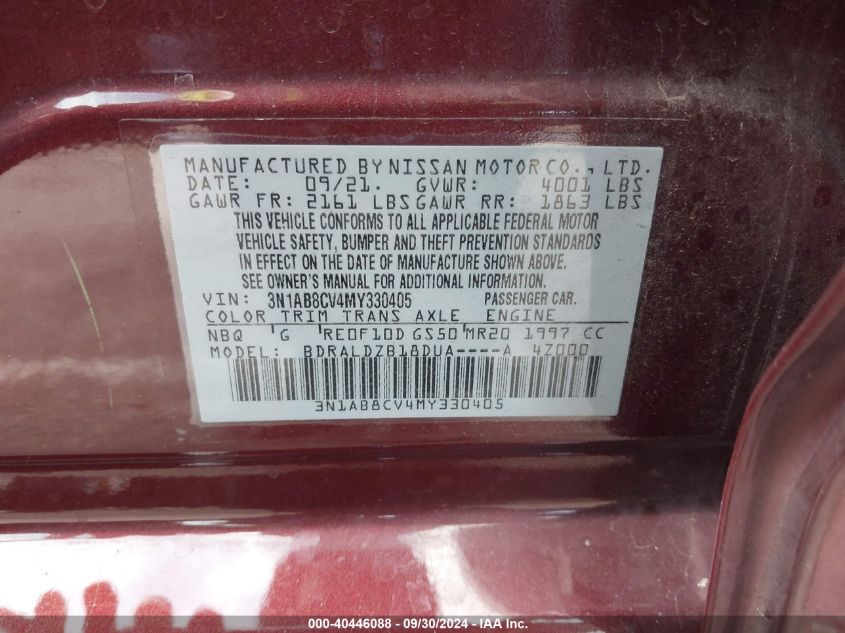 MANUFACTURED BY NISSAN MOTOR CO., LTD.
DATE: 09/21. GVWR: 4001 LBS
GAWR FR: 2161 LBS GAWR RR: 1863 LBS
THIS VEHICLE CONFORMS TO ALL APPLICABLE FEDERAL MOTOR
VEHICLE SAFETY, BUMPER AND THEFT PREVENTION STANDARDS
IN EFFECT ON THE DATE OF MANUFACTURE SHOWN ABOVE.
SEE OWNER'S MANUAL FOR ADDITIONAL INFORMATION.
VIN: 3N1AB8CV4MY330405 PASSENGER CAR.
COLOR TRIM TRANS AXLE ENGINE
NBQ G RE0F10D GS50 MR20 1997 CC
MODEL: BDRALDZB18DUA----A 4Z000
3N1AB8CV4MY330405
000-40446088 - 09/30/2024 - IAA Inc.